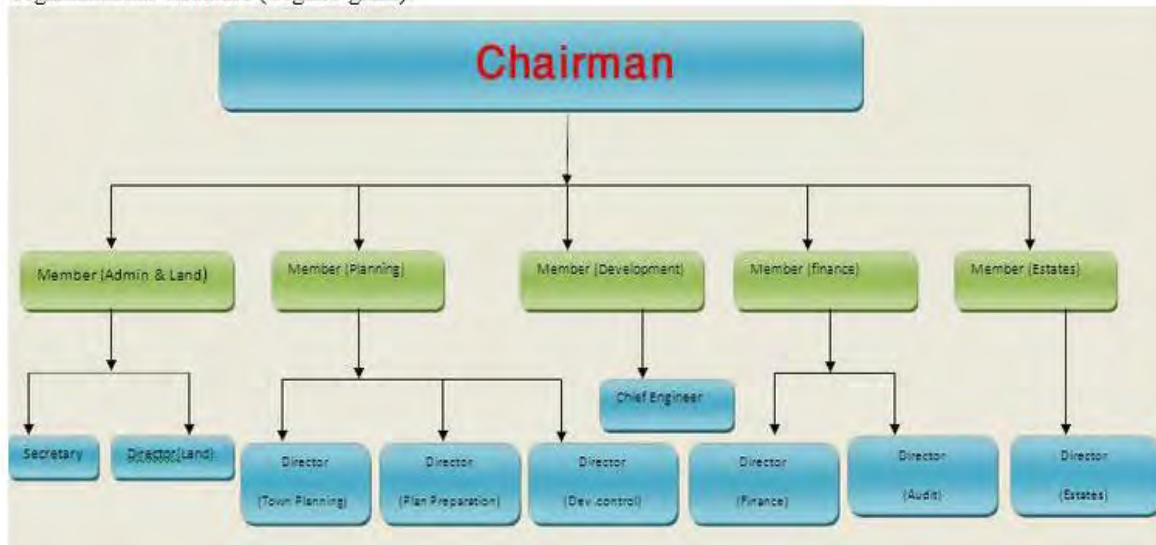 Chairman
Member (Admin & Land)
Member (Planning)
Member (Development)
Member (finance)
Member (Estates)
Chief Engineer
Secretary
Director(Land)
Director
(Town Planning)
Director
(Plan Preparation)
Director
(Dev.control)
Director
(Finance)
Director
(Audit)
Director
(Estates)